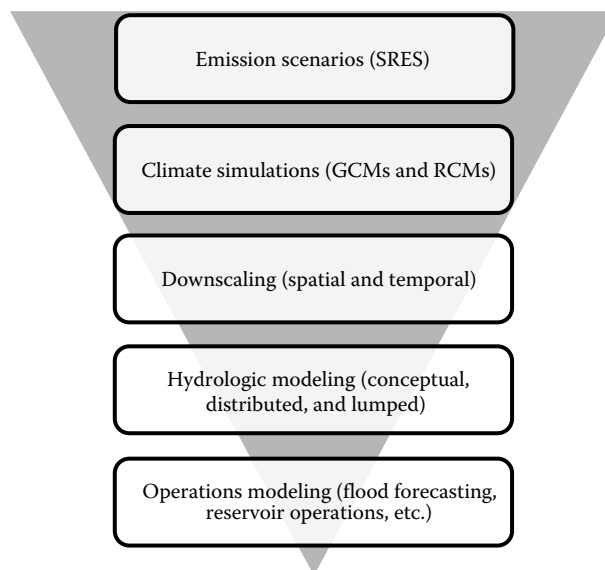 Emission scenarios (SRES)
Climate simulations (GCMs and RCMs)
Downscaling (spatial and temporal)
Hydrologic modeling (conceptual,
distributed, and lumped)
Operations modeling (flood forecasting,
reservoir operations, etc.)